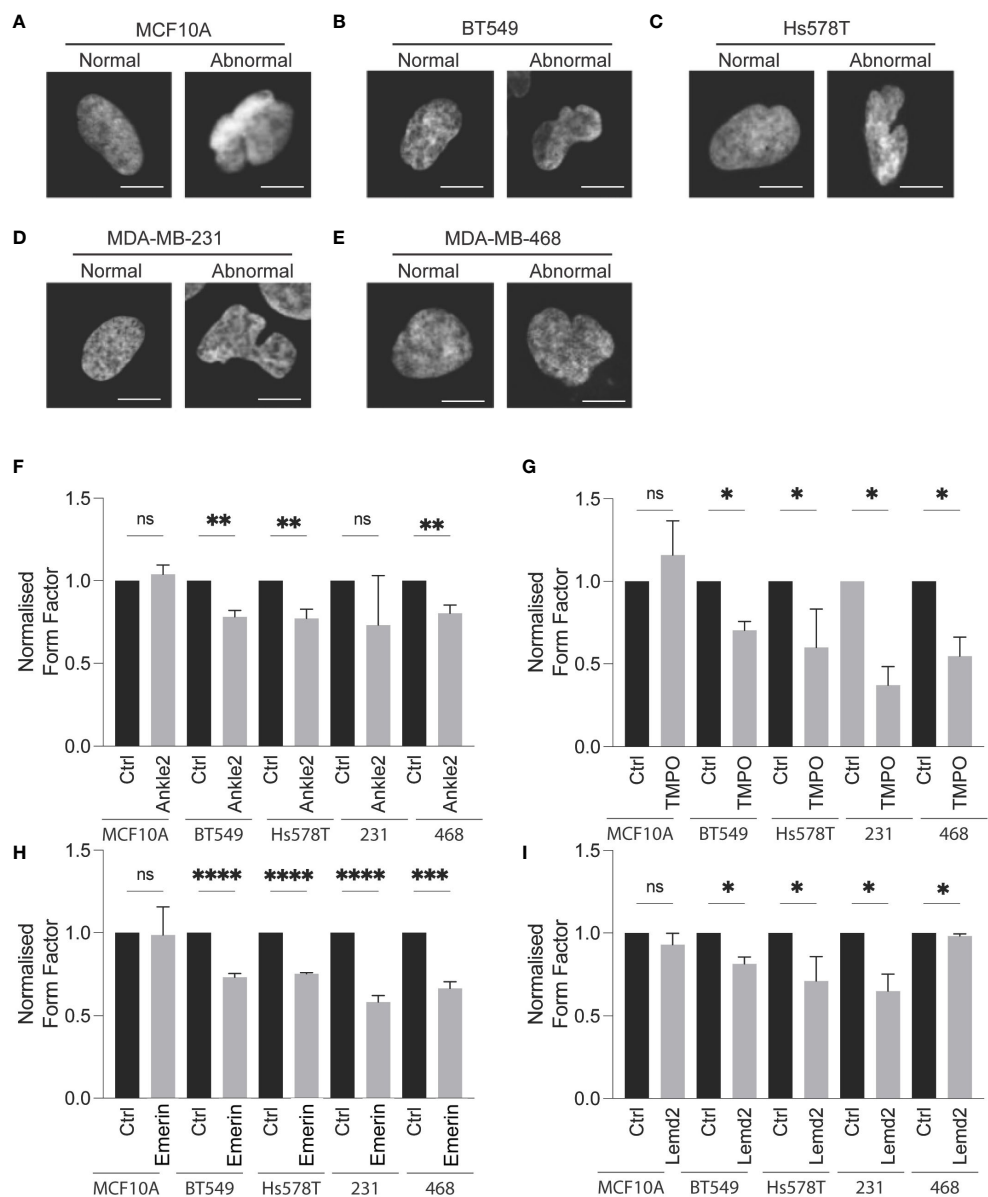 A
MCF10A
Normal Abnormal
B
BT549
Normal Abnormal
C
Hs578T
Normal Abnormal
D
MDA-MB-231
Normal Abnormal
E
MDA-MB-468
Normal Abnormal
F
Normalised
Form Factor
1.5
1.0
0.5
0.0
ns ** ** ns **
Ctrl Ankle2 Ctrl Ankle2 Ctrl Ankle2 Ctrl Ankle2 Ctrl Ankle2
MCF10A BT549 Hs578T 231 468
G
Normalised
Form Factor
1.5
1.0
0.5
0.0
ns * * * *
Ctrl TMPO Ctrl TMPO Ctrl TMPO Ctrl TMPO Ctrl TMPO
MCF10A BT549 Hs578T 231 468
H
Normalised
Form Factor
1.5
1.0
0.5
0.0
ns **** **** **** ***
Ctrl Emerin Ctrl Emerin Ctrl Emerin Ctrl Emerin Ctrl Emerin
MCF10A BT549 Hs578T 231 468
I
Normalised
Form Factor
1.5
1.0
0.5
0.0
ns * * * *
Ctrl Lemd2 Ctrl Lemd2 Ctrl Lemd2 Ctrl Lemd2 Ctrl Lemd2
MCF10A BT549 Hs578T 231 468